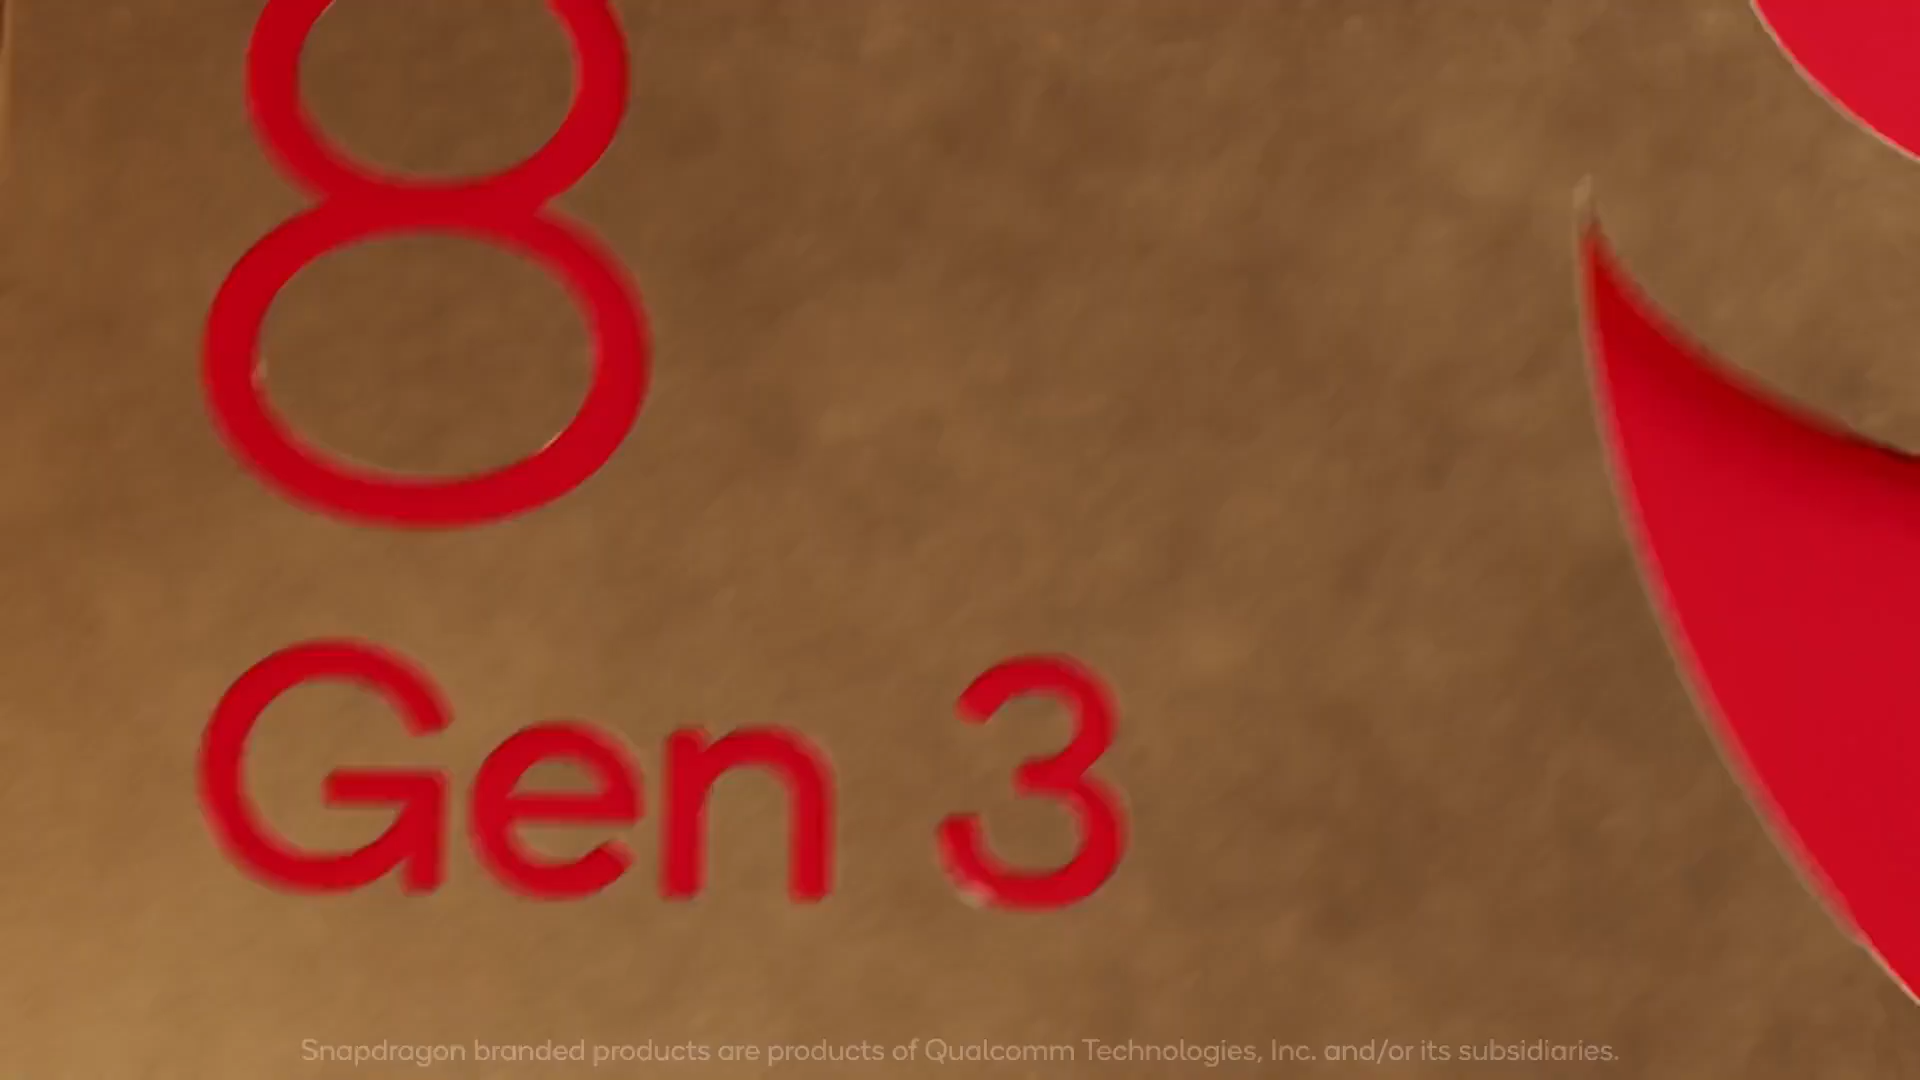 8
Gen 3
Snapdragon branded products are products of Qualcomm Technologies, Inc. and/or its subsidiaries.